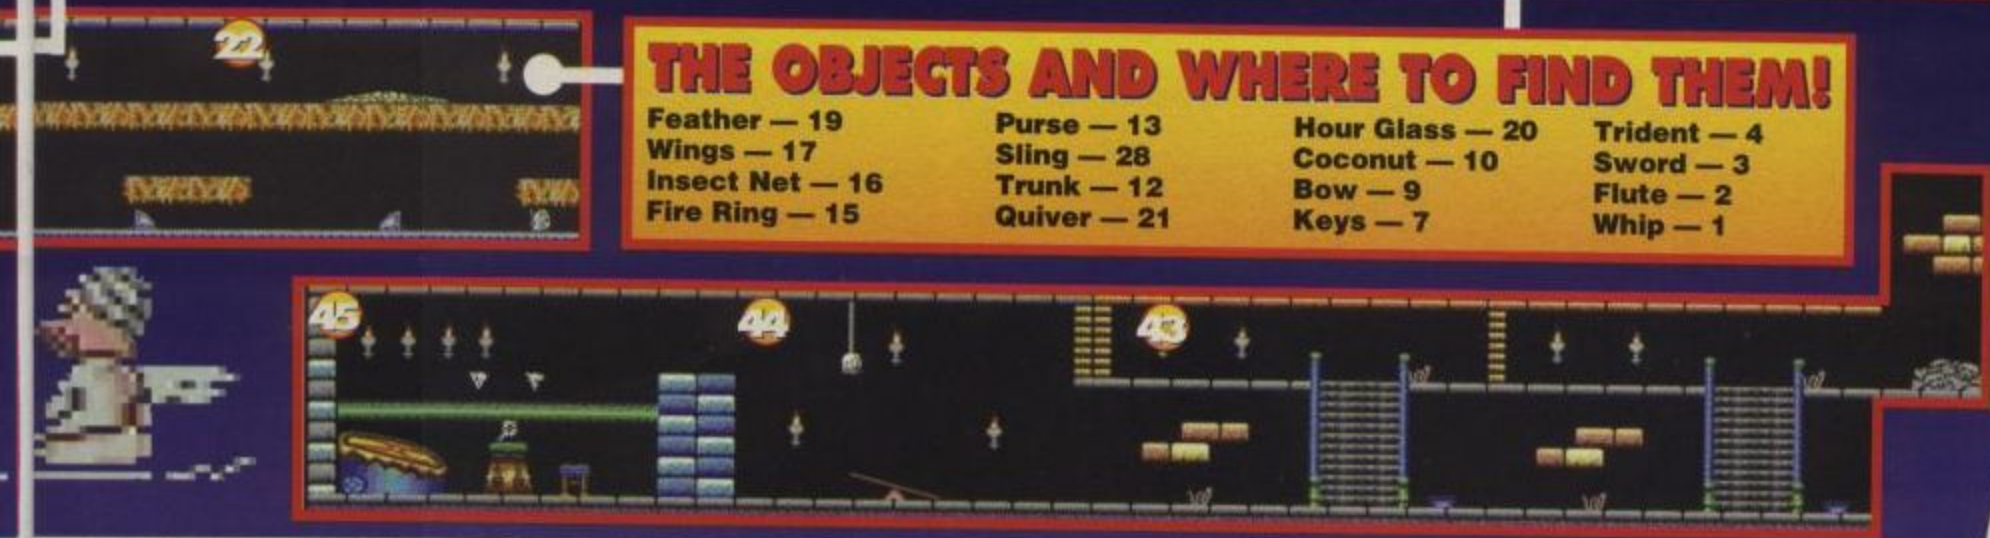 22
THE OBJECTS AND WHERE TO FIND THEM!
Feather — 19
Wings — 17
Insect Net — 16
Fire Ring — 15
Purse — 13
Sling — 28
Trunk — 12
Quiver — 21
Hour Glass — 20
Coconut — 10
Bow — 9
Keys — 7
Trident — 4
Sword — 3
Flute — 2
Whip — 1
45
44
43